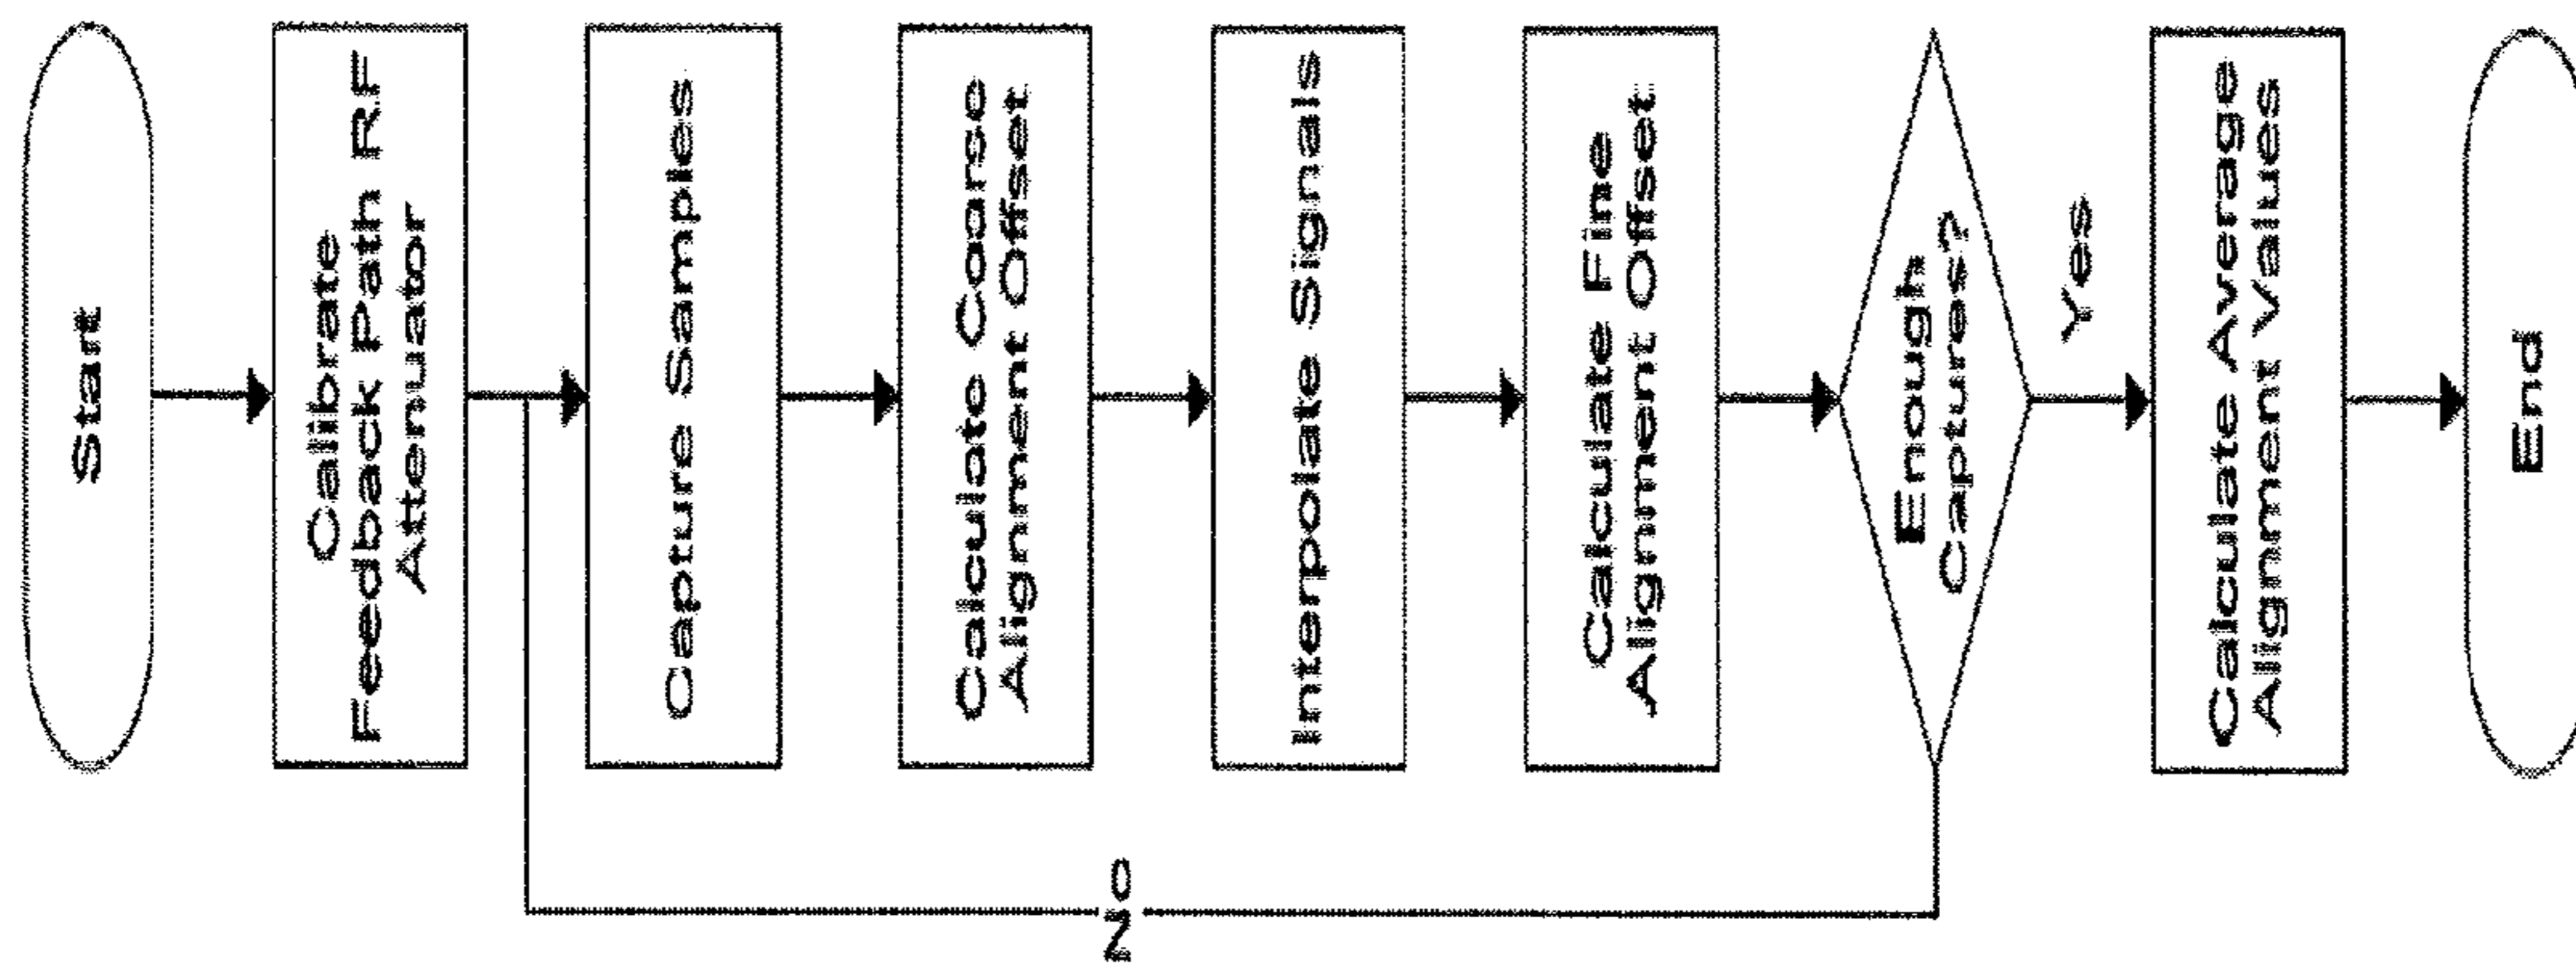 Start
Calibrate
Feedback Path RF
Attenuator
Capture Samples
Calculate Coarse
Alignment Offset
Interpolate Signals
Calculate Fine
Alignment Offset
Enough
Captures?
Yes
No
Calculate Average
Alignment Values
End